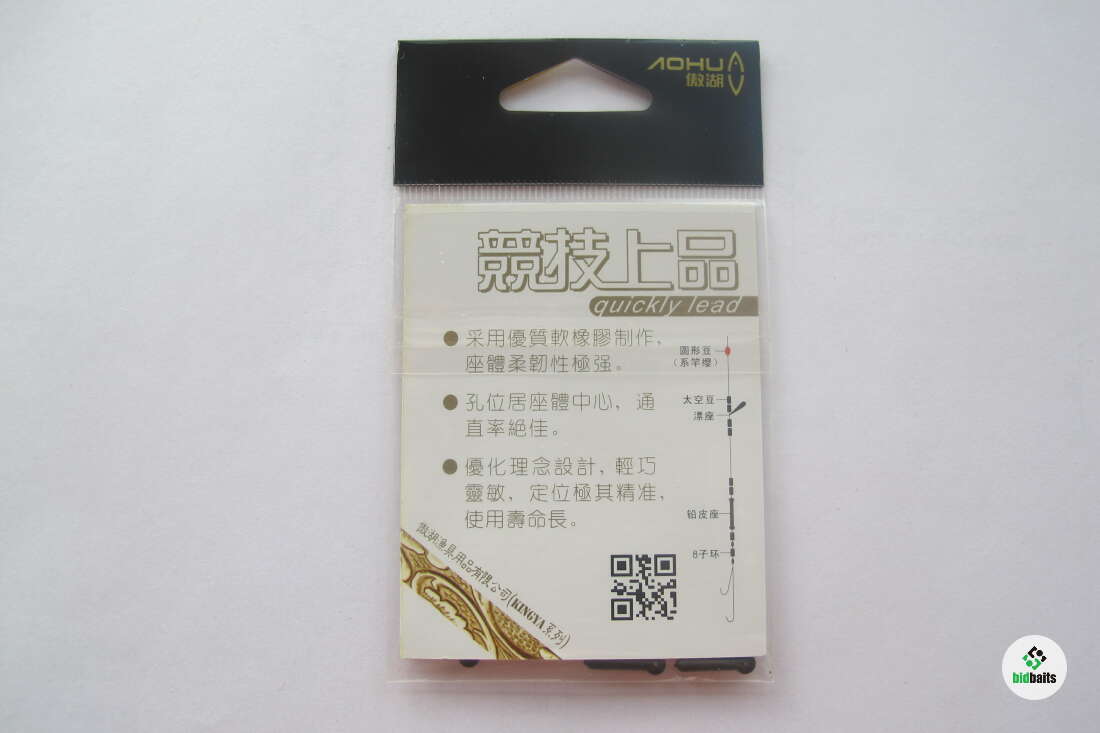 AOHU
傲湖
競技上品
quickly lead
采用優質軟橡膠制作，
座體柔韌性極强。
孔位居座體中心，通
直率絕佳。
優化理念設計，輕巧
靈敏，定位極其精准，
使用壽命長。
圆形豆
（系竿纓）
太空豆
漂座
铅皮座
8子环
傲湖漁具用品有限公司(KINGYA系列)
bidbaits